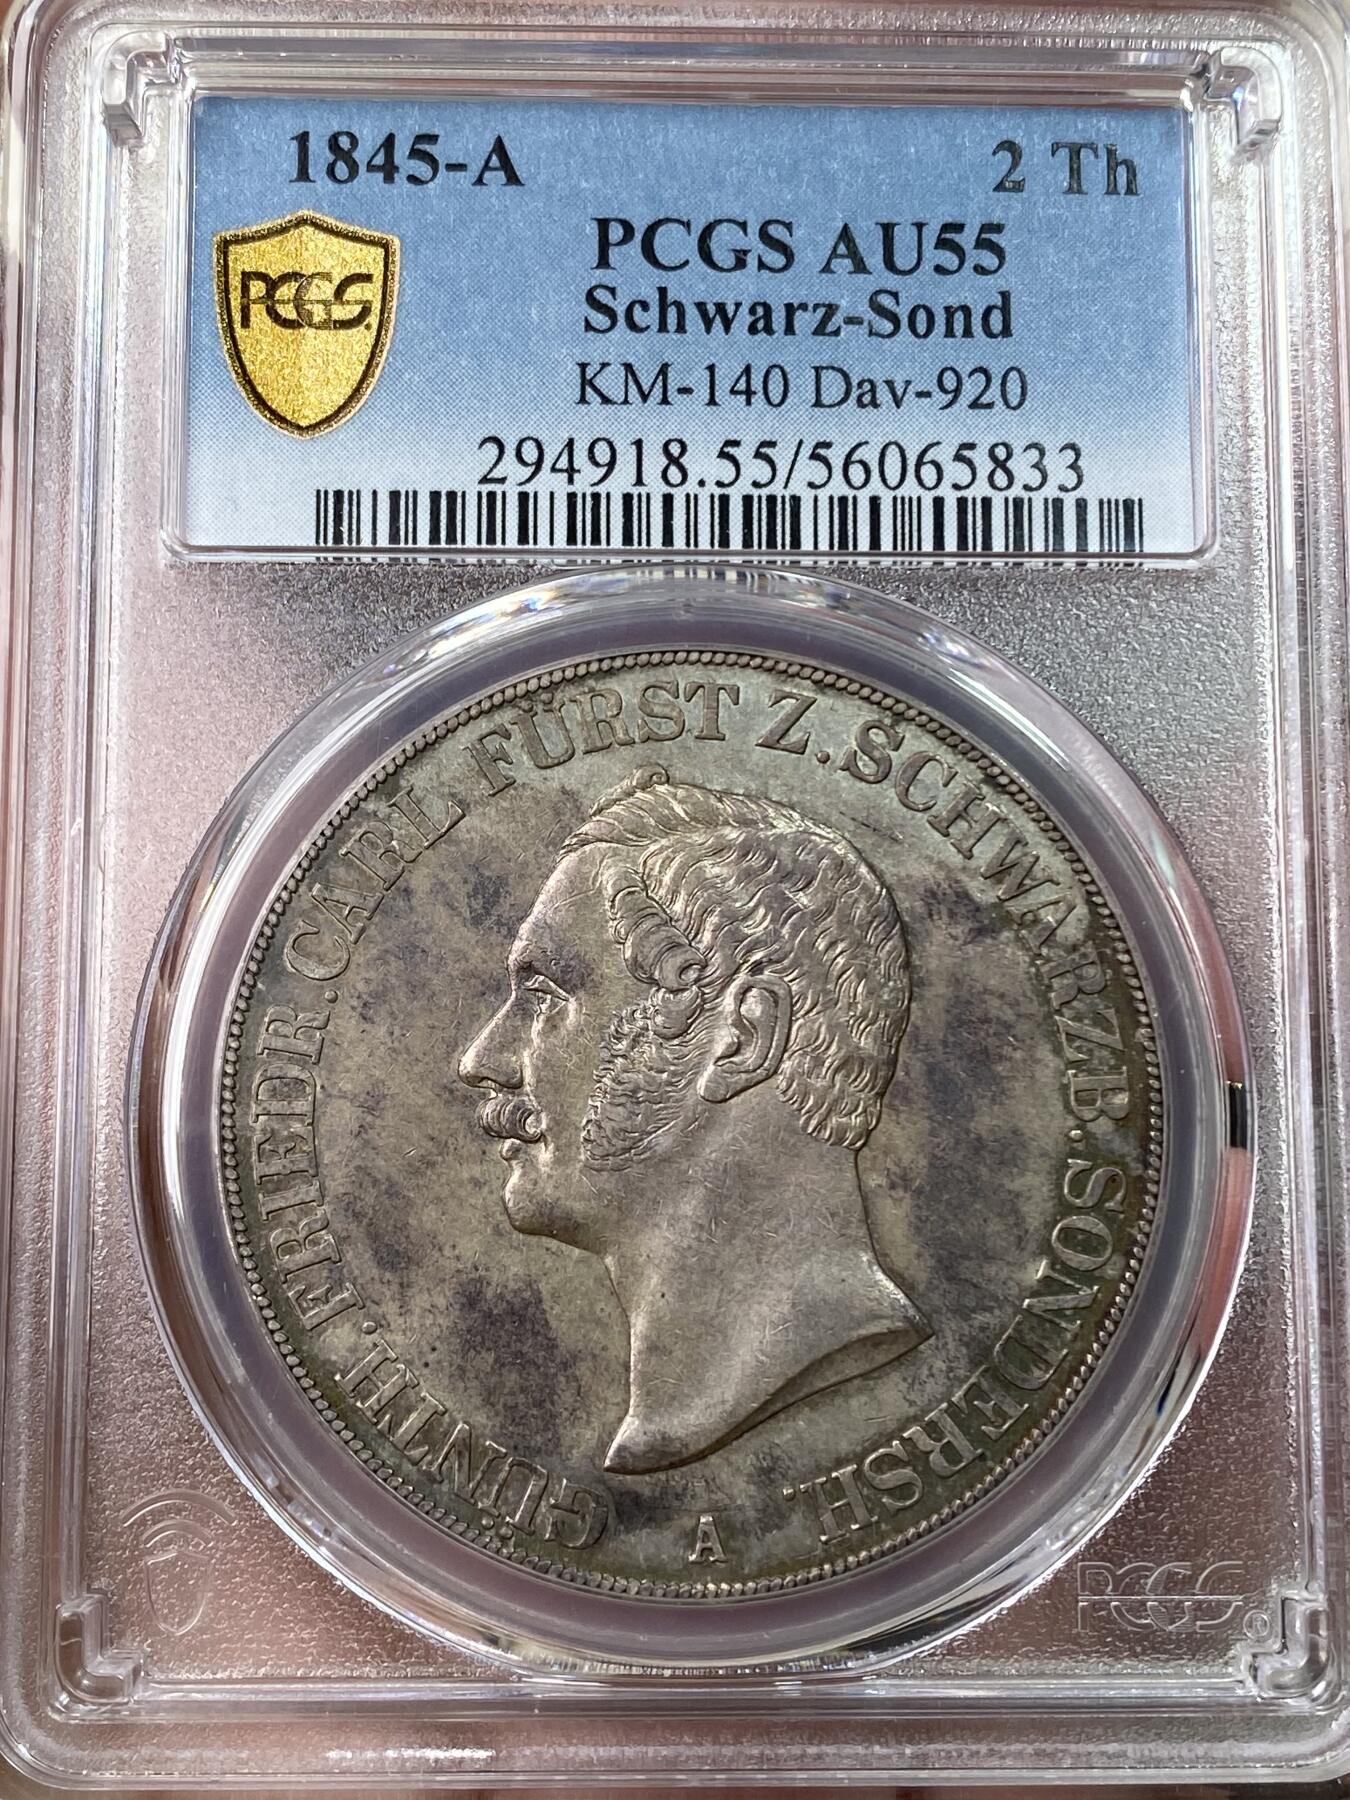 1845-A 2 Th
PCGS AU55
PCGS
Schwarz-Sond
KM-140 Dav-920
294918.55/56065833
GÜNTH. FRIEDR. CARL FÜRST Z. SCHWARZB. SONDERSH.
A
PCGS